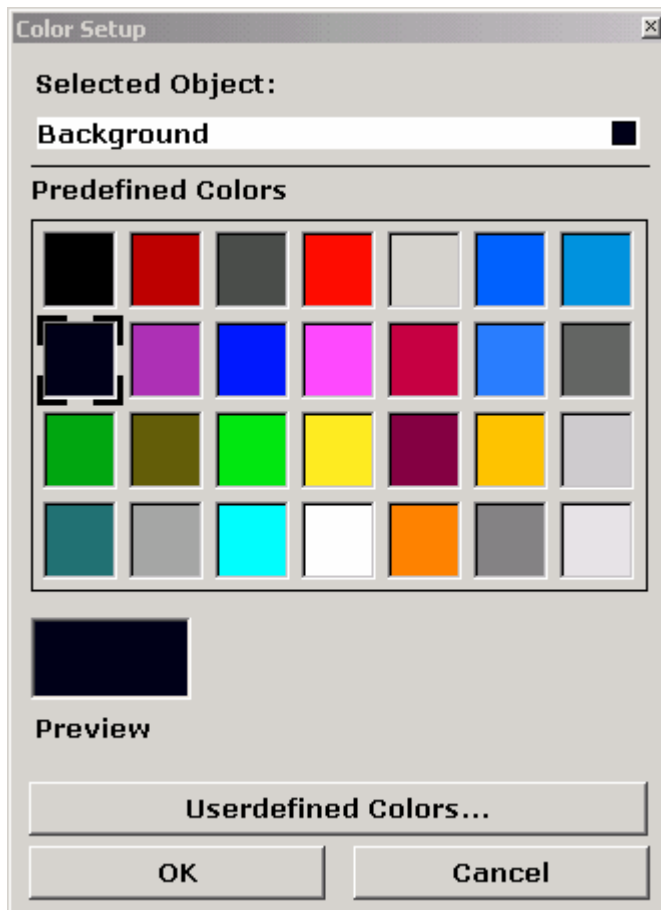 Color Setup
Selected Object:
Background
Predefined Colors
Preview
Userdefined Colors...
OK
Cancel